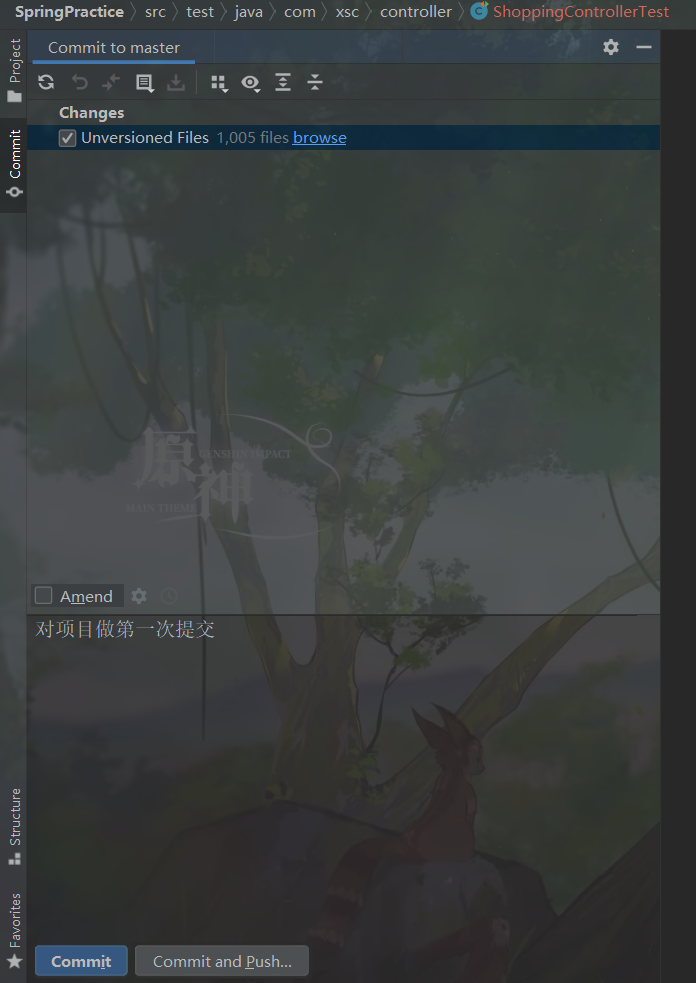 SpringPractice 〉 src 〉 test 〉 java 〉 com 〉 xsc 〉 controller 〉 ShoppingControllerTest
Project
Commit
Commit to master
Changes
Unversioned Files 1,005 files browse
原神
GENSHIN IMPACT
MAIN THEME
Amend
对项目做第一次提交
Structure
Favorites
Commit
Commit and Push...